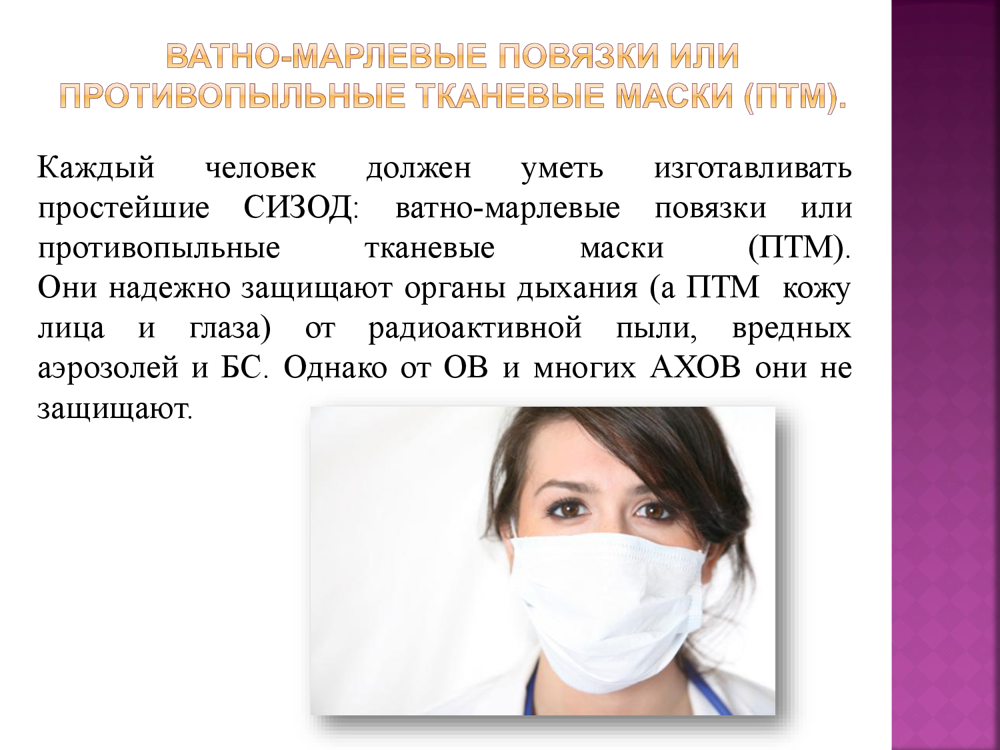 ВАТНО-МАРЛЕВЫЕ ПОВЯЗКИ ИЛИ
ПРОТИВОПЫЛЬНЫЕ ТКАНЕВЫЕ МАСКИ (ПТМ).
Каждый человек должен уметь изготавливать
простейшие СИЗОД: ватно-марлевые повязки или
противопыльные тканевые маски (ПТМ).
Они надежно защищают органы дыхания (а ПТМ кожу
лица и глаза) от радиоактивной пыли, вредных
аэрозолей и БС. Однако от ОВ и многих АХОВ они не
защищают.